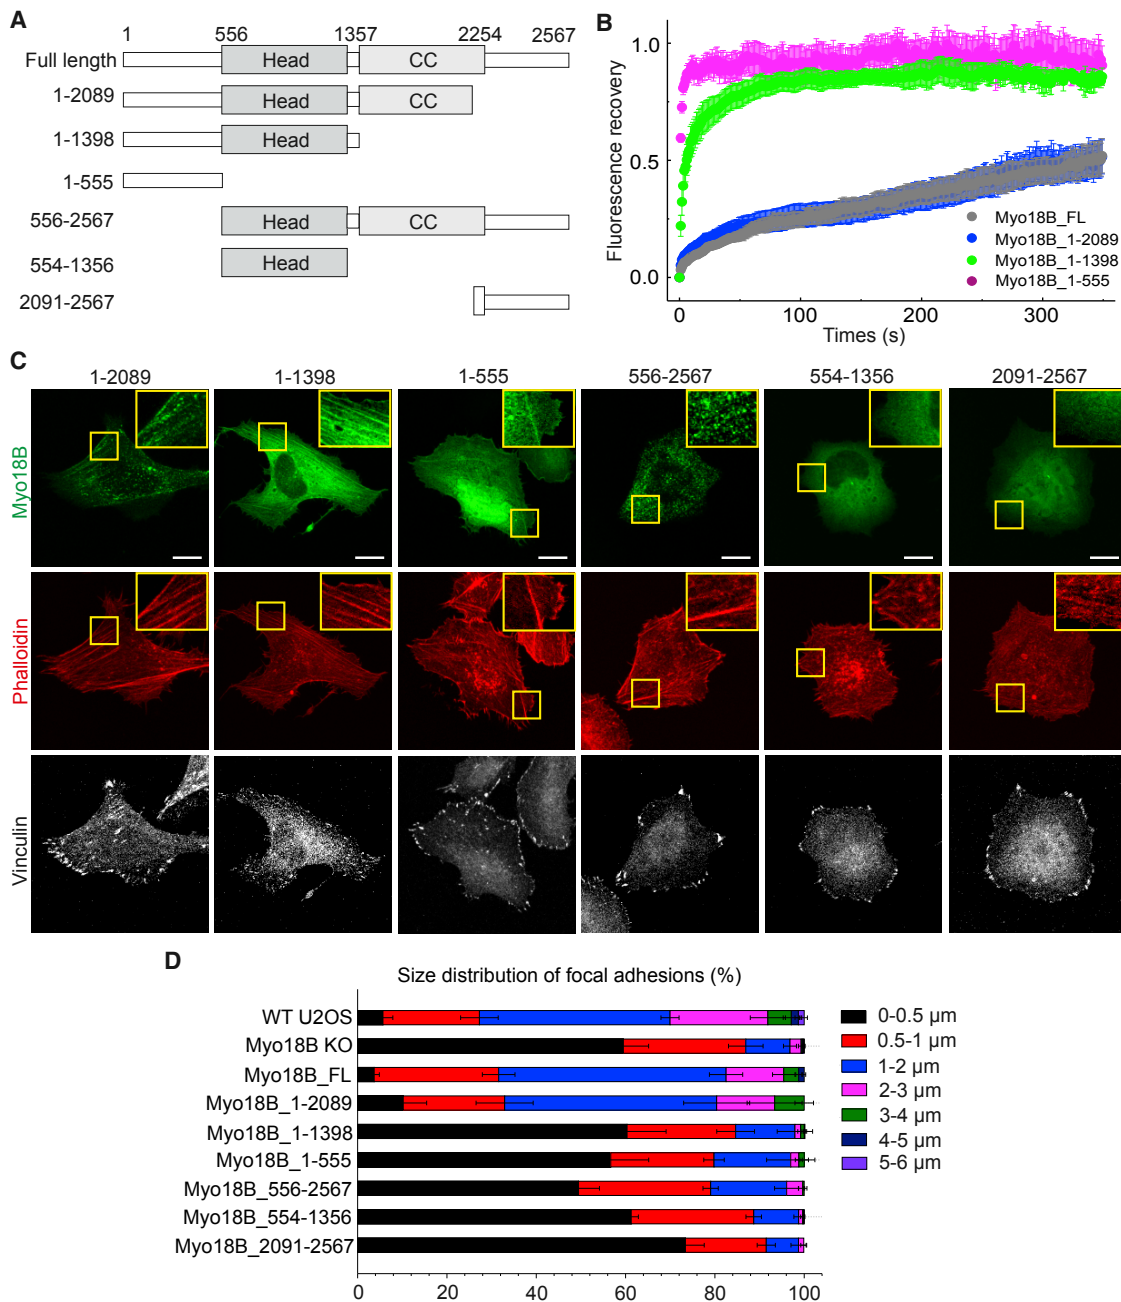 A
1 556 1357 2254 2567
Full length Head CC
1-2089 Head CC
1-1398 Head
1-555
556-2567 Head CC
554-1356 Head
2091-2567
B
Fluorescence recovery
1.0
0.5
0.0
Myo18B_FL
Myo18B_1-2089
Myo18B_1-1398
Myo18B_1-555
0 100 200 300
Times (s)
C
1-2089 1-1398 1-555 556-2567 554-1356 2091-2567
Myo18B
Phalloidin
Vinculin
D
Size distribution of focal adhesions (%)
WT U2OS
Myo18B KO
Myo18B_FL
Myo18B_1-2089
Myo18B_1-1398
Myo18B_1-555
Myo18B_556-2567
Myo18B_554-1356
Myo18B_2091-2567
0 20 40 60 80 100
0-0.5 µm
0.5-1 µm
1-2 µm
2-3 µm
3-4 µm
4-5 µm
5-6 µm